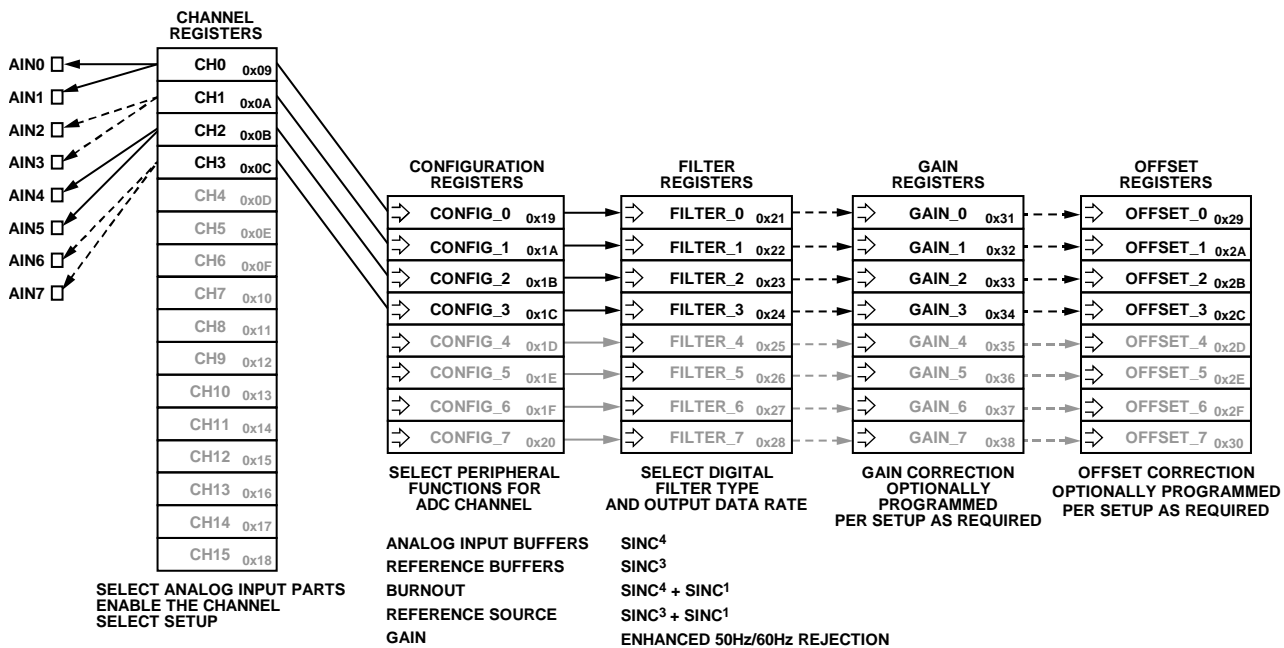 CHANNEL
REGISTERS
AIN0
AIN1
AIN2
AIN3
AIN4
AIN5
AIN6
AIN7
CH0 0x09
CH1 0x0A
CH2 0x0B
CH3 0x0C
CH4 0x0D
CH5 0x0E
CH6 0x0F
CH7 0x10
CH8 0x11
CH9 0x12
CH10 0x13
CH11 0x14
CH12 0x15
CH13 0x16
CH14 0x17
CH15 0x18
SELECT ANALOG INPUT PARTS
ENABLE THE CHANNEL
SELECT SETUP
CONFIGURATION
REGISTERS
CONFIG_0 0x19
CONFIG_1 0x1A
CONFIG_2 0x1B
CONFIG_3 0x1C
CONFIG_4 0x1D
CONFIG_5 0x1E
CONFIG_6 0x1F
CONFIG_7 0x20
SELECT PERIPHERAL
FUNCTIONS FOR
ADC CHANNEL
ANALOG INPUT BUFFERS
REFERENCE BUFFERS
BURNOUT
REFERENCE SOURCE
GAIN
FILTER
REGISTERS
FILTER_0 0x21
FILTER_1 0x22
FILTER_2 0x23
FILTER_3 0x24
FILTER_4 0x25
FILTER_5 0x26
FILTER_6 0x27
FILTER_7 0x28
SELECT DIGITAL
FILTER TYPE
AND OUTPUT DATA RATE
SINC⁴
SINC³
SINC⁴ + SINC¹
SINC³ + SINC¹
ENHANCED 50Hz/60Hz REJECTION
GAIN
REGISTERS
GAIN_0 0x31
GAIN_1 0x32
GAIN_2 0x33
GAIN_3 0x34
GAIN_4 0x35
GAIN_5 0x36
GAIN_6 0x37
GAIN_7 0x38
GAIN CORRECTION
OPTIONALLY
PROGRAMMED
PER SETUP AS REQUIRED
OFFSET
REGISTERS
OFFSET_0 0x29
OFFSET_1 0x2A
OFFSET_2 0x2B
OFFSET_3 0x2C
OFFSET_4 0x2D
OFFSET_5 0x2E
OFFSET_6 0x2F
OFFSET_7 0x30
OFFSET CORRECTION
OPTIONALLY PROGRAMMED
PER SETUP AS REQUIRED